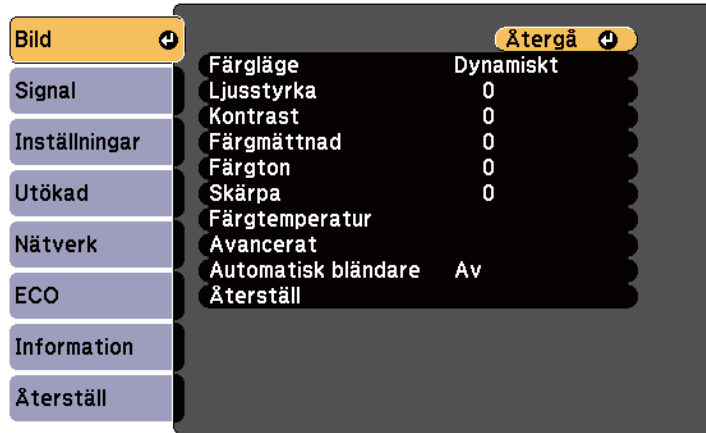 Bild
Signal
Inställningar
Utökad
Nätverk
ECO
Information
Återställ
Återgå
Färgläge Dynamiskt
Ljusstyrka 0
Kontrast 0
Färgmättnad 0
Färgton 0
Skärpa 0
Färgtemperatur
Avancerat
Automatisk bländare Av
Återställ